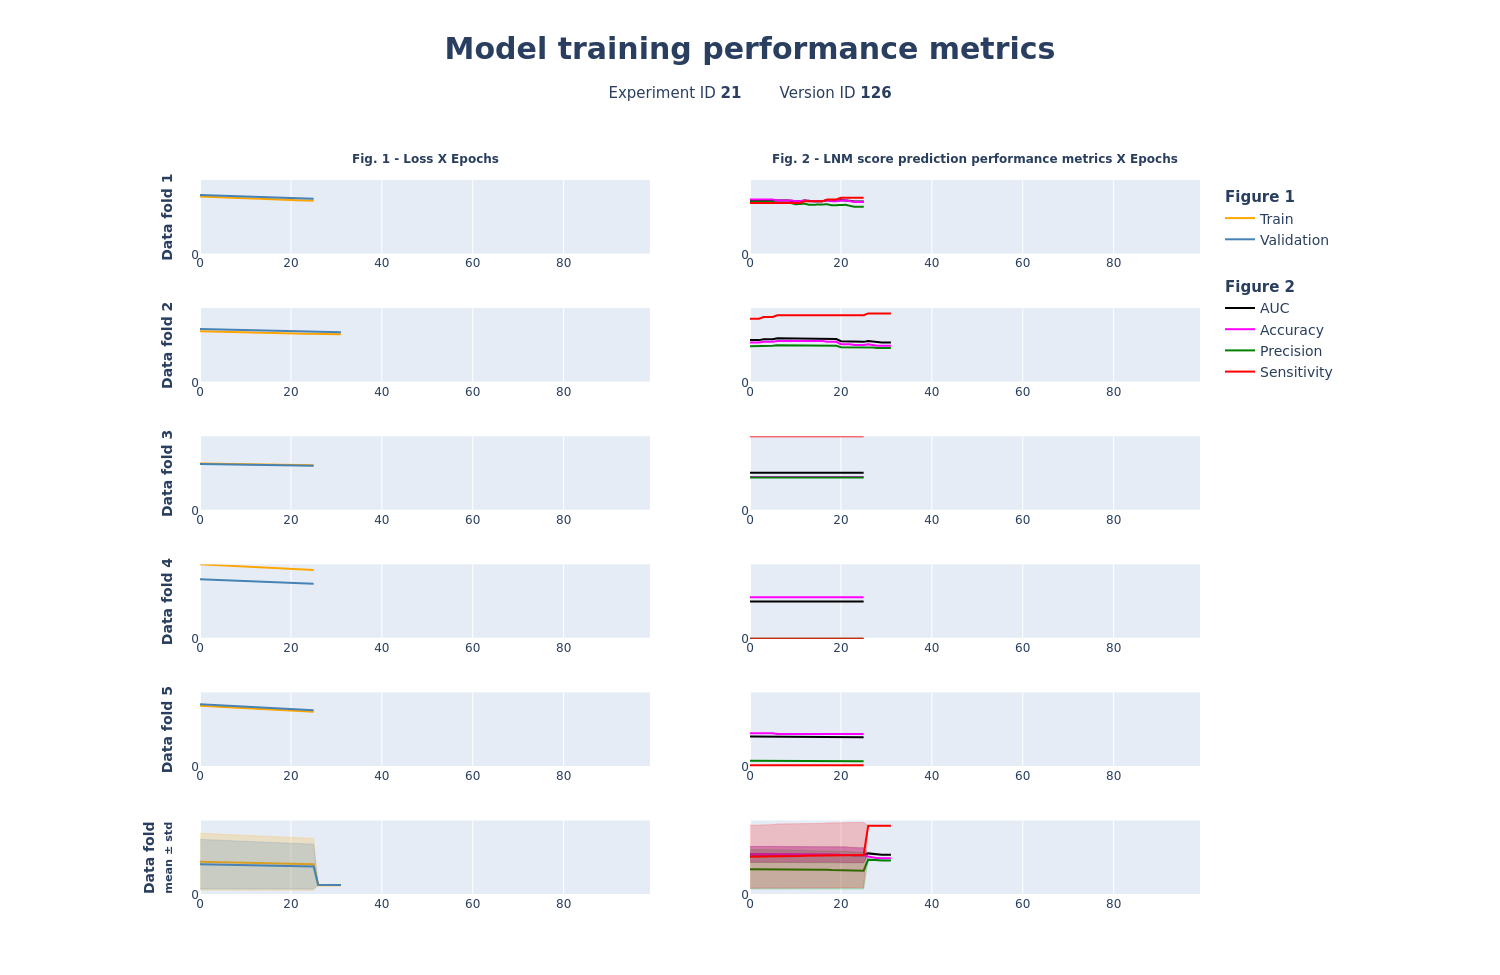 Model training performance metrics
Experiment ID 21 Version ID 126
Fig. 1 - Loss X Epochs
Fig. 2 - LNM score prediction performance metrics X Epochs
Data fold 1
0
0 20 40 60 80
0
0 20 40 60 80
Data fold 2
0
0 20 40 60 80
0
0 20 40 60 80
Data fold 3
0
0 20 40 60 80
0
0 20 40 60 80
Data fold 4
0
0 20 40 60 80
0
0 20 40 60 80
Data fold 5
0
0 20 40 60 80
0
0 20 40 60 80
Data fold
mean ± std
0
0 20 40 60 80
0
0 20 40 60 80
Figure 1
Train
Validation
Figure 2
AUC
Accuracy
Precision
Sensitivity